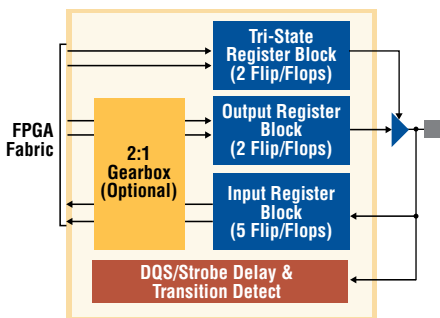 Tri-State
Register Block
(2 Flip/Flops)
Output Register
Block
(2 Flip/Flops)
FPGA
Fabric
2:1
Gearbox
(Optional)
Input Register
Block
(5 Flip/Flops)
DQS/Strobe Delay &
Transition Detect